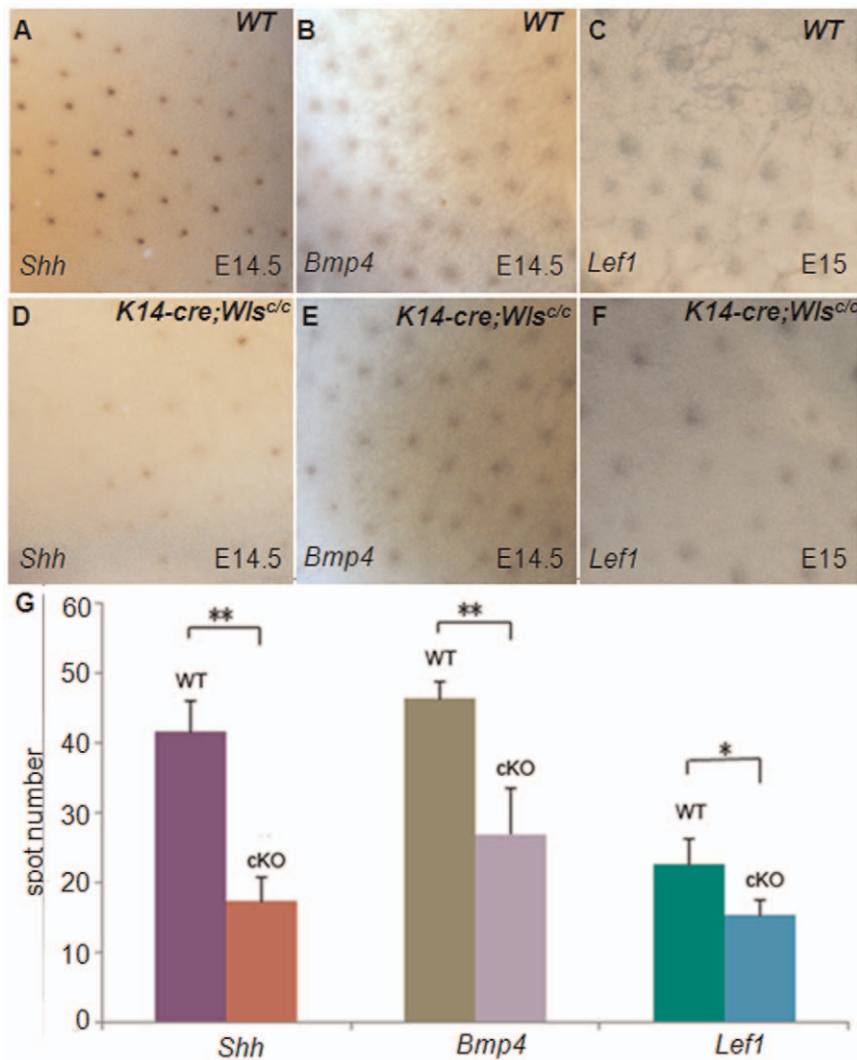 A WT B WT C WT
Shh E14.5 Bmp4 E14.5 Lef1 E15
D K14-cre;Wls^c/c E K14-cre;Wls^c/c F K14-cre;Wls^c/c
Shh E14.5 Bmp4 E14.5 Lef1 E15
G
spot number
60
50
40
30
20
10
0
**
WT
cKO
**
WT
cKO
*
WT
cKO
Shh Bmp4 Lef1